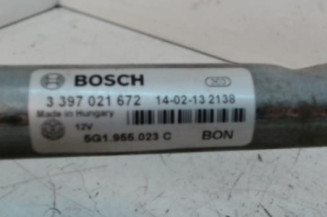 BOSCH
3 397 021 672 14-02-13 2138
Made in Hungary
12V
5G1.955.023 C BON